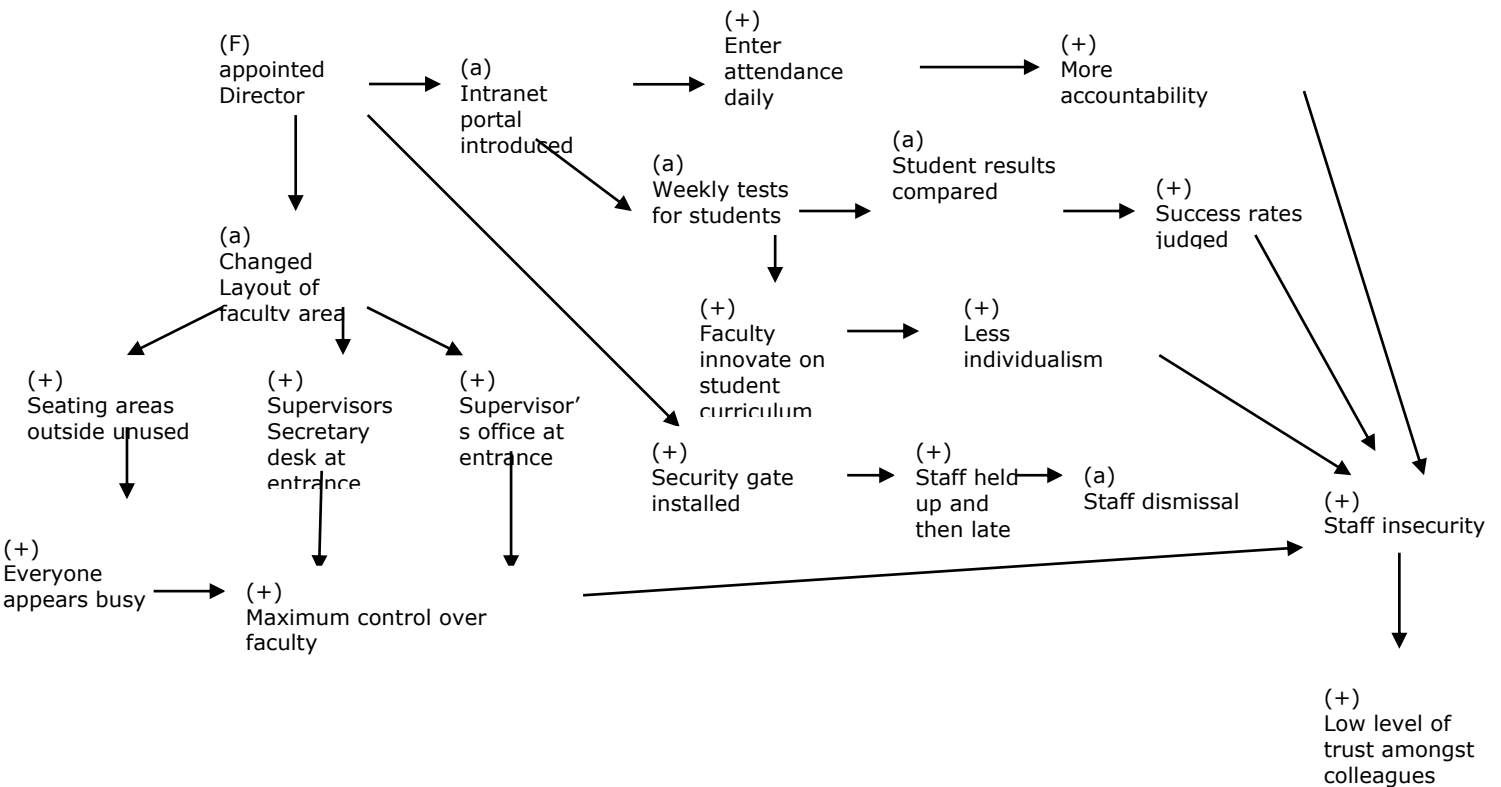 (F)
appointed
Director
(a)
Intranet
portal
introduced
(+)
Enter
attendance
daily
(+)
More
accountability
(a)
Weekly tests
for students
(a)
Student results
compared
(+)
Success rates
judged
(a)
Changed
Layout of
faculty area
(+)
Faculty
innovate on
student
curriculum
(+)
Less
individualism
(+)
Seating areas
outside unused
(+)
Supervisors
Secretary
desk at
entrance
(+)
Supervisor’
s office at
entrance
(+)
Security gate
installed
(+)
Staff held
up and
then late
(a)
Staff dismissal
(+)
Staff insecurity
(+)
Everyone
appears busy
(+)
Maximum control over
faculty
(+)
Low level of
trust amongst
colleagues